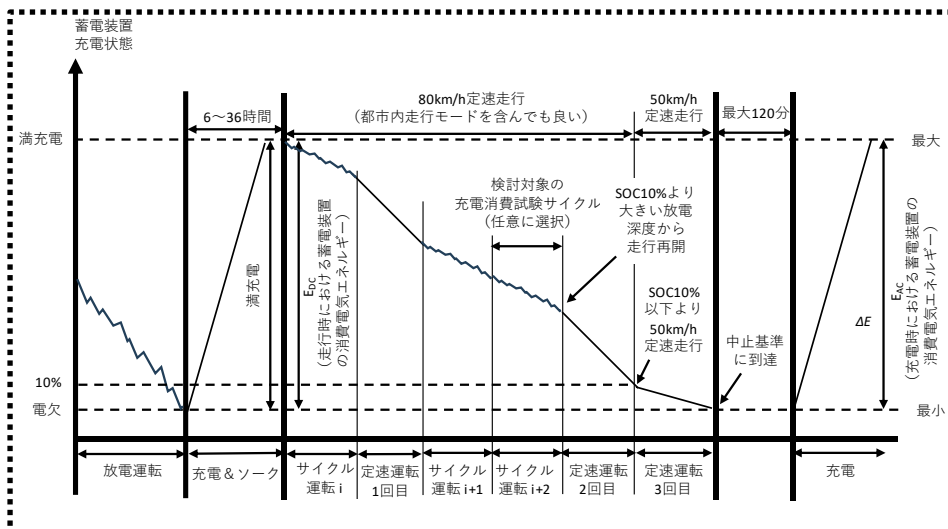 蓄電装置
充電状態
6～36時間
80km/h定速走行
(都市内走行モードを含んでも良い)
50km/h
定速走行
最大120分
満充電
最大
検討対象の
充電消費試験サイクル
(任意に選択)
SOC10%より
大きい放電
深度から
走行再開
満充電
EDC
(走行時における蓄電装置
の消費電気エネルギー)
SOC10%
以下より
50km/h
定速走行
中止基準
に到達
ΔE
EAC
(充電時における蓄電装置の
消費電気エネルギー)
10%
電欠
最小
放電運転
充電＆ソーク
サイクル
運転 i
定速運転
1回目
サイクル
運転 i+1
サイクル
運転 i+2
定速運転
2回目
定速運転
3回目
充電